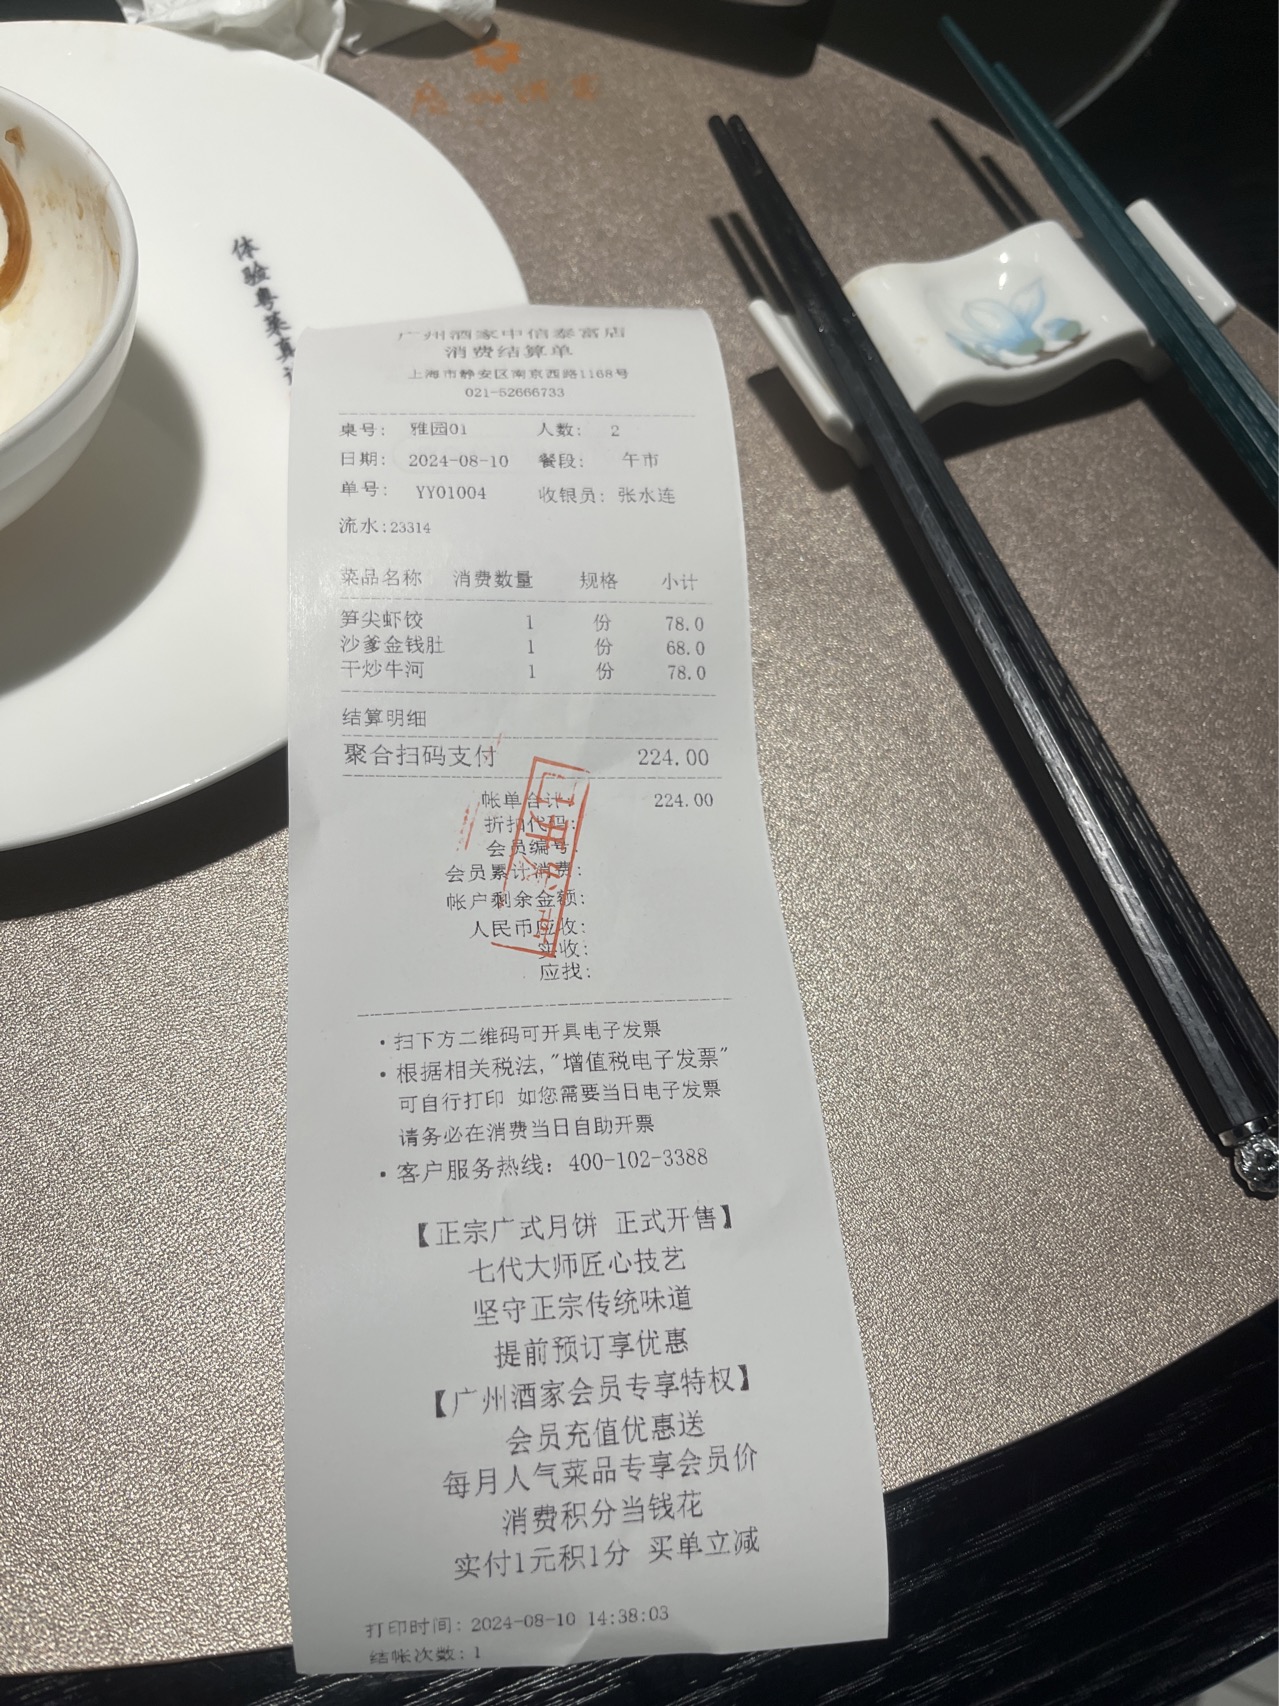 广州酒家
体验粤菜真
广州酒家中信泰富店
消费结算单
上海市静安区南京西路1168号
021-52666733
桌号: 雅园01 人数: 2
日期: 2024-08-10 餐段: 午市
单号: YY01004 收银员: 张水连
流水:23314
菜品名称 消费数量 规格 小计
笋尖虾饺 1 份 78.0
沙爹金钱肚 1 份 68.0
干炒牛河 1 份 78.0
结算明细
聚合扫码支付 224.00
帐单合计: 224.00
折扣代码:
会员编号:
会员累计消费:
帐户剩余金额:
人民币应收:
实收:
应找:
已开发票
·扫下方二维码可开具电子发票
·根据相关税法,"增值税电子发票"
可自行打印 如您需要当日电子发票
请务必在消费当日自助开票
·客户服务热线: 400-102-3388
【正宗广式月饼 正式开售】
七代大师匠心技艺
坚守正宗传统味道
提前预订享优惠
【广州酒家会员专享特权】
会员充值优惠送
每月人气菜品专享会员价
消费积分当钱花
实付1元积1分 买单立减
打印时间: 2024-08-10 14:38:03
结帐次数: 1